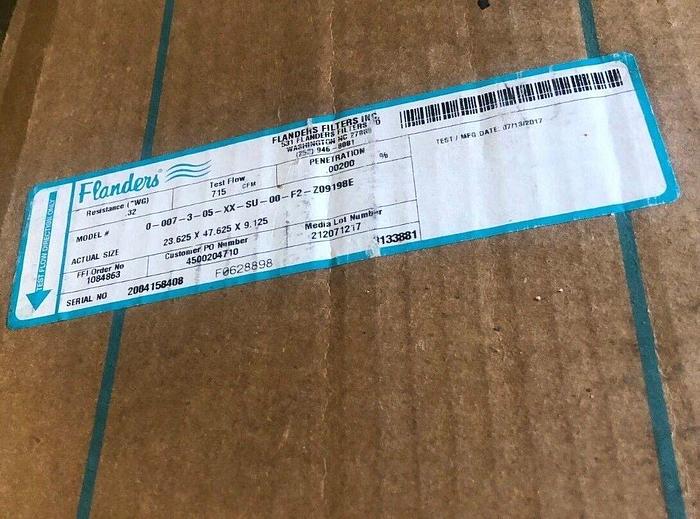 Flanders®
FLANDERS FILTERS INC.
531 FLANDERS FILTERS
WASHINGTON NC 27889
(252) 946-8081
TEST / MFG DATE: 07/13/2017
Resistance ("WG)
.32
Test Flow
715 CFM
PENETRATION
.00200 %
MODEL # 0-007-3-05-XX-SU-00-F2-Z09198E
ACTUAL SIZE 23.625 X 47.625 X 9.125
FFI Order No
1084863
Customer PO Number
4500204710
Media Lot Number
212071217
SERIAL NO 2004158408 F0628898
1133881
TEST FLOW DIRECTION ONLY